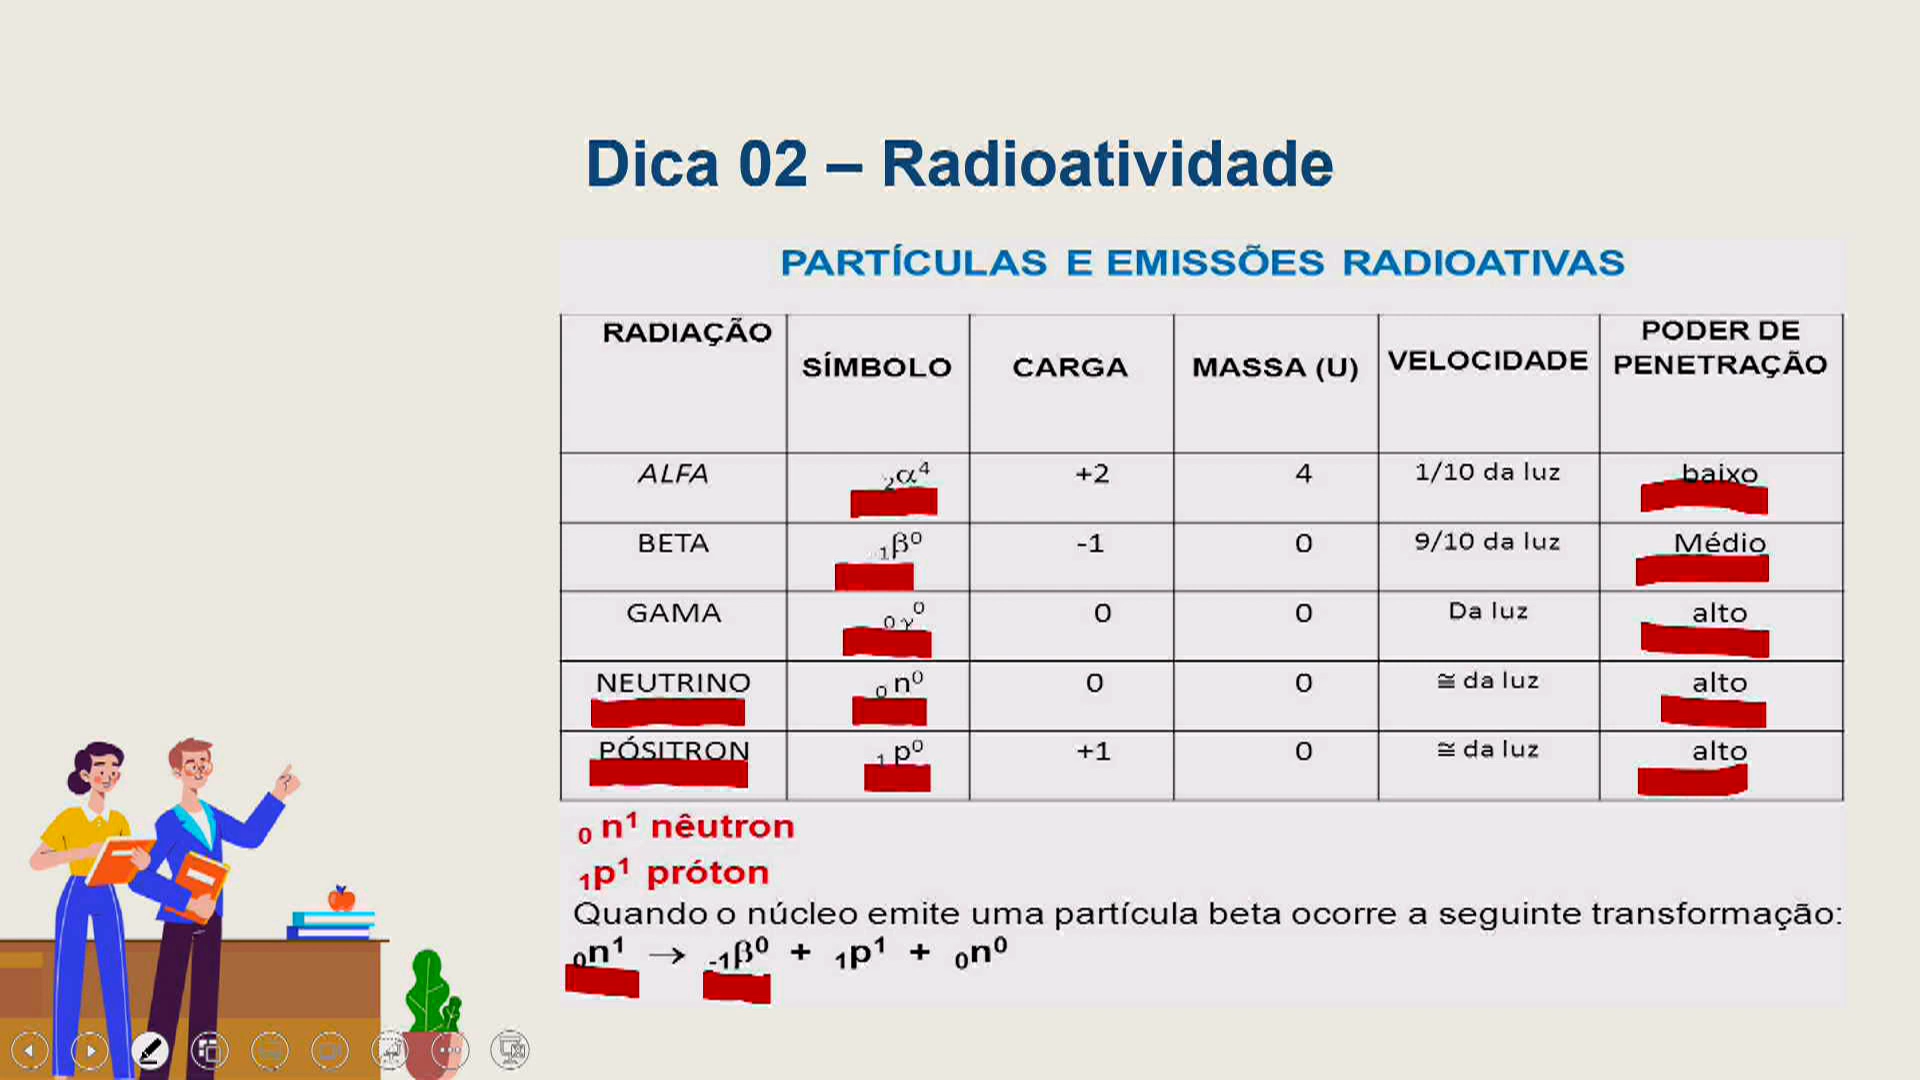 Dica 02 – Radioatividade
PARTÍCULAS E EMISSÕES RADIOATIVAS
RADIAÇÃO SÍMBOLO CARGA MASSA (U) VELOCIDADE PODER DE PENETRAÇÃO
ALFA ₂α⁴ +2 4 1/10 da luz baixo
BETA ₋₁β⁰ -1 0 9/10 da luz Médio
GAMA ₀γ⁰ 0 0 Da luz alto
NEUTRINO ₀n⁰ 0 0 ≅ da luz alto
PÓSITRON ₁p⁰ +1 0 ≅ da luz alto
₀n¹ nêutron
₁p¹ próton
Quando o núcleo emite uma partícula beta ocorre a seguinte transformação:
₀n¹ → ₋₁β⁰ + ₁p¹ + ₀n⁰